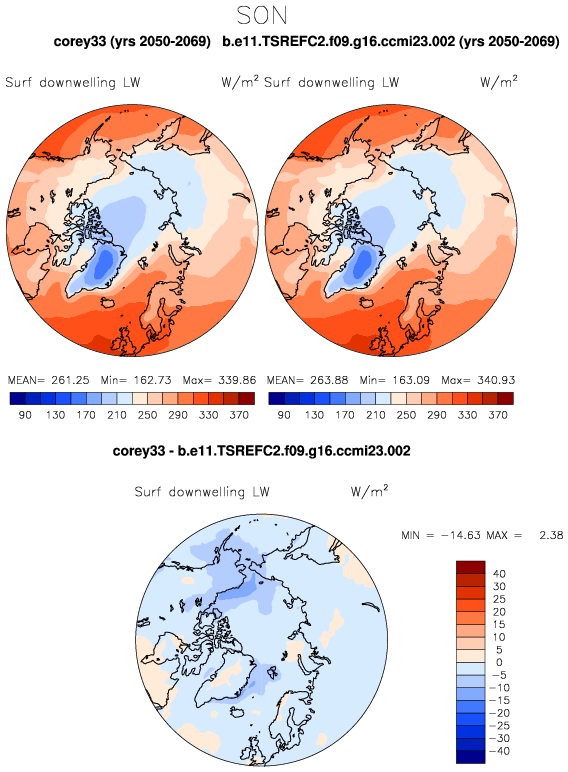 SON
corey33 (yrs 2050-2069) b.e11.TSREFC2.f09.g16.ccmi23.002 (yrs 2050-2069)
Surf downwelling LW W/m² Surf downwelling LW W/m²
MEAN= 261.25 Min= 162.73 Max= 339.86 MEAN= 263.88 Min= 163.09 Max= 340.93
90 130 170 210 250 290 330 370 90 130 170 210 250 290 330 370
corey33 - b.e11.TSREFC2.f09.g16.ccmi23.002
Surf downwelling LW W/m²
MIN = -14.63 MAX = 2.38
40
30
25
20
15
10
5
0
-5
-10
-15
-20
-25
-30
-40